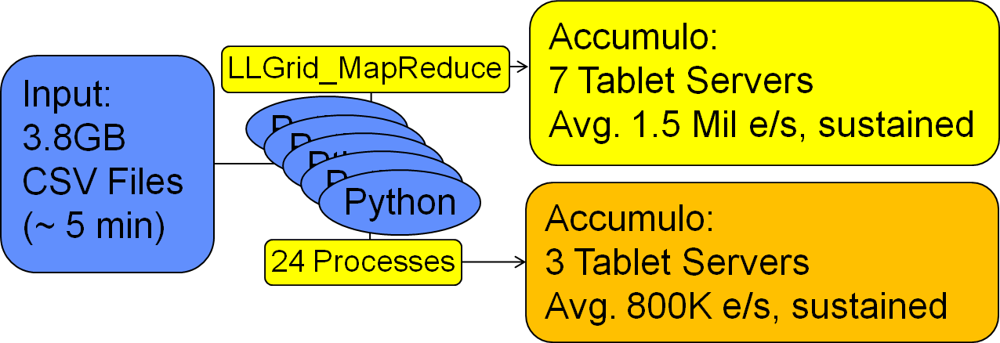 Input:
3.8GB
CSV Files
(~ 5 min)
LLGrid_MapReduce
Python
24 Processes
Accumulo:
7 Tablet Servers
Avg. 1.5 Mil e/s, sustained
Accumulo:
3 Tablet Servers
Avg. 800K e/s, sustained